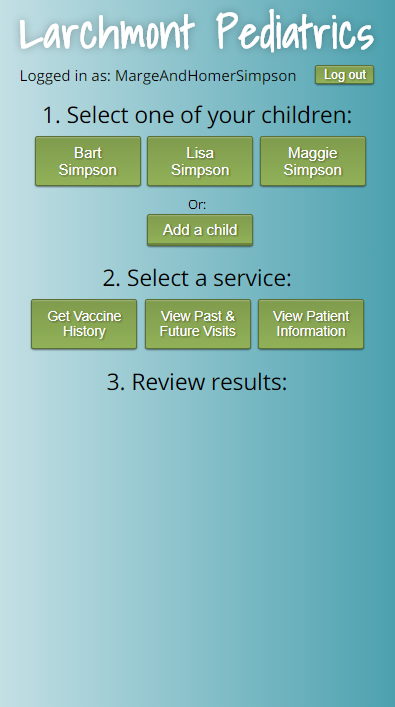 Larchmont Pediatrics
Logged in as: MargeAndHomerSimpson
Log out
1. Select one of your children:
Bart
Simpson
Lisa
Simpson
Maggie
Simpson
Or:
Add a child
2. Select a service:
Get Vaccine
History
View Past &
Future Visits
View Patient
Information
3. Review results: